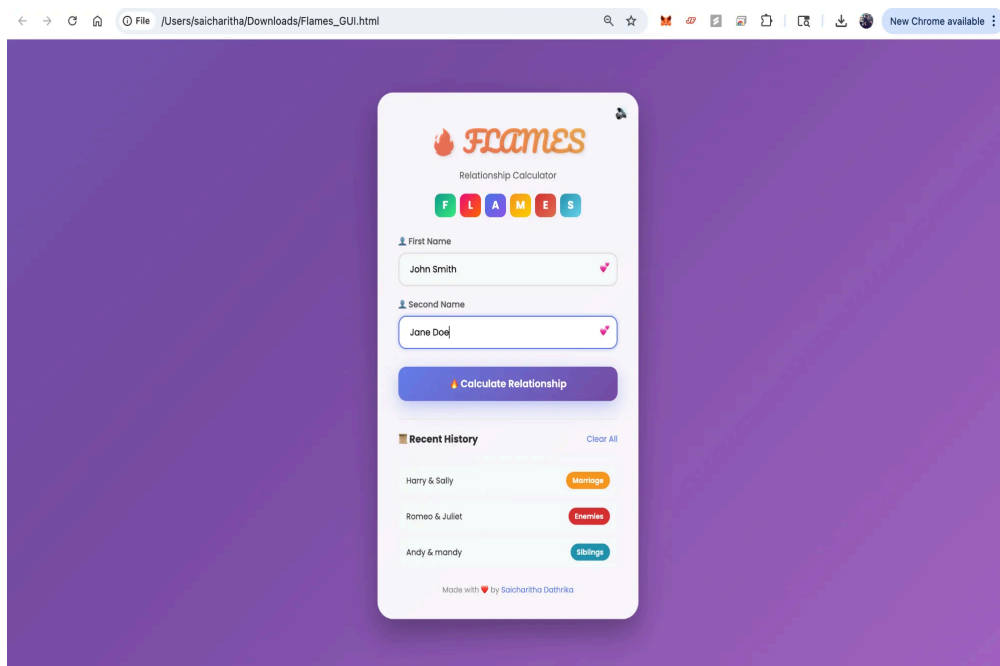 File /Users/saicharitha/Downloads/Flames_GUI.html New Chrome available
FLAMES
Relationship Calculator
F L A M E S
First Name
John Smith
Second Name
Jane Doe
Calculate Relationship
Recent History Clear All
Harry & Sally Marriage
Romeo & Juliet Enemies
Andy & mandy Siblings
Made with ❤️ by Saicharitha Dathrika